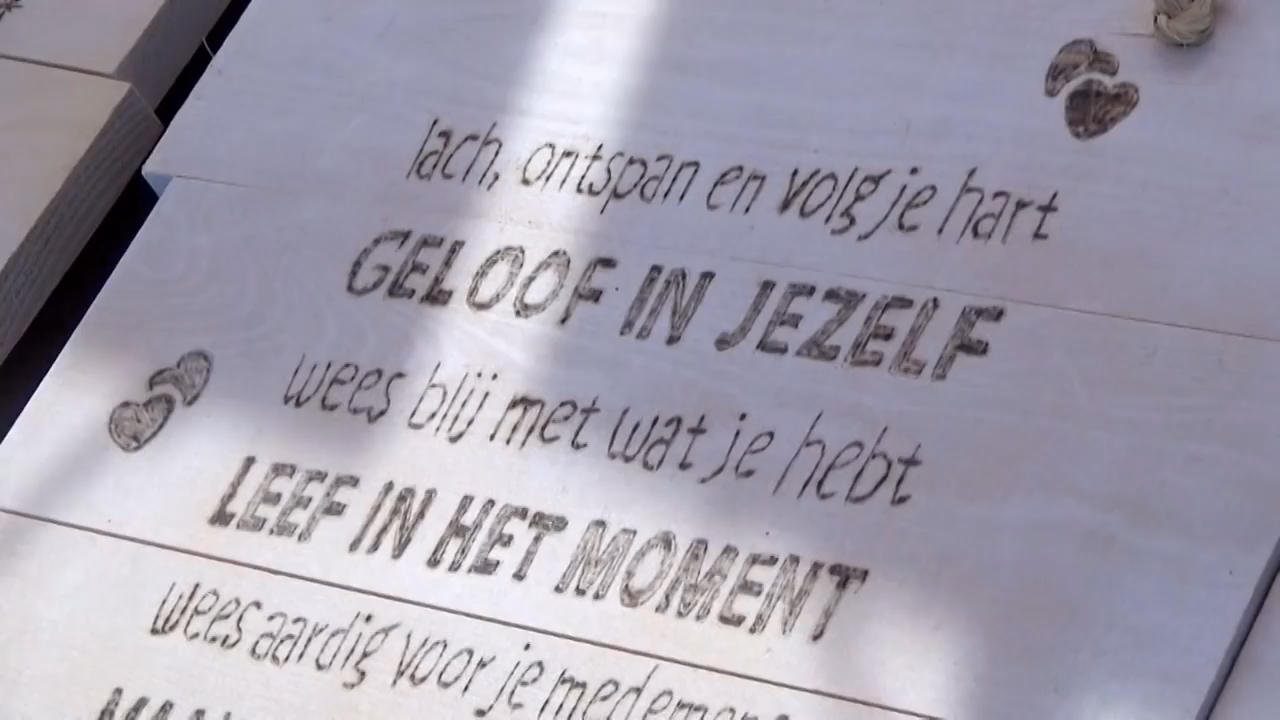 lach, ontspan en volg je hart
GELOOF IN JEZELF
wees blij met wat je hebt
LEEF IN HET MOMENT
wees aardig voor je